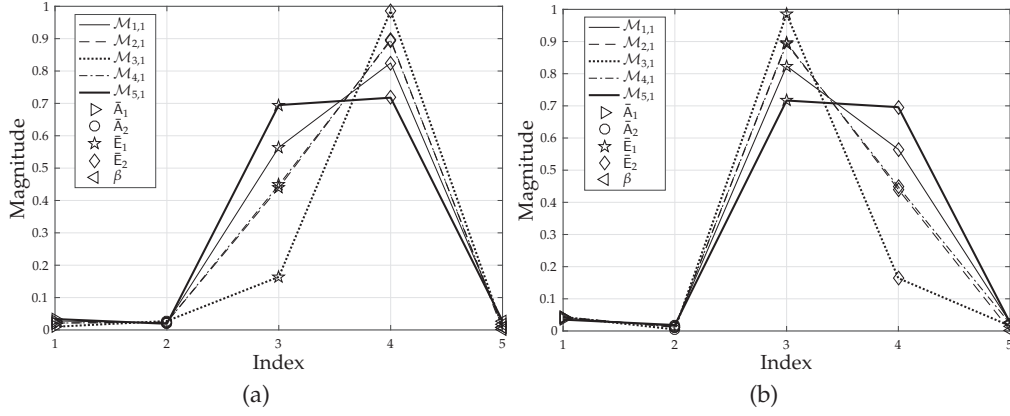 1
0.9
0.8
0.7
0.6
0.5
0.4
0.3
0.2
0.1
0
Magnitude
1 2 3 4 5
Index
ℳ₁,₁
ℳ₂,₁
ℳ₃,₁
ℳ₄,₁
ℳ₅,₁
Ā₁
Ā₂
Ē₁
Ē₂
β
(a)
1
0.9
0.8
0.7
0.6
0.5
0.4
0.3
0.2
0.1
0
Magnitude
1 2 3 4 5
Index
ℳ₁,₁
ℳ₂,₁
ℳ₃,₁
ℳ₄,₁
ℳ₅,₁
Ā₁
Ā₂
Ē₁
Ē₂
β
(b)